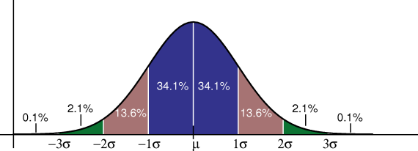 34.1% 34.1%
2.1% 2.1%
0.1% 13.6% 13.6% 0.1%
−3σ −2σ −1σ μ 1σ 2σ 3σ